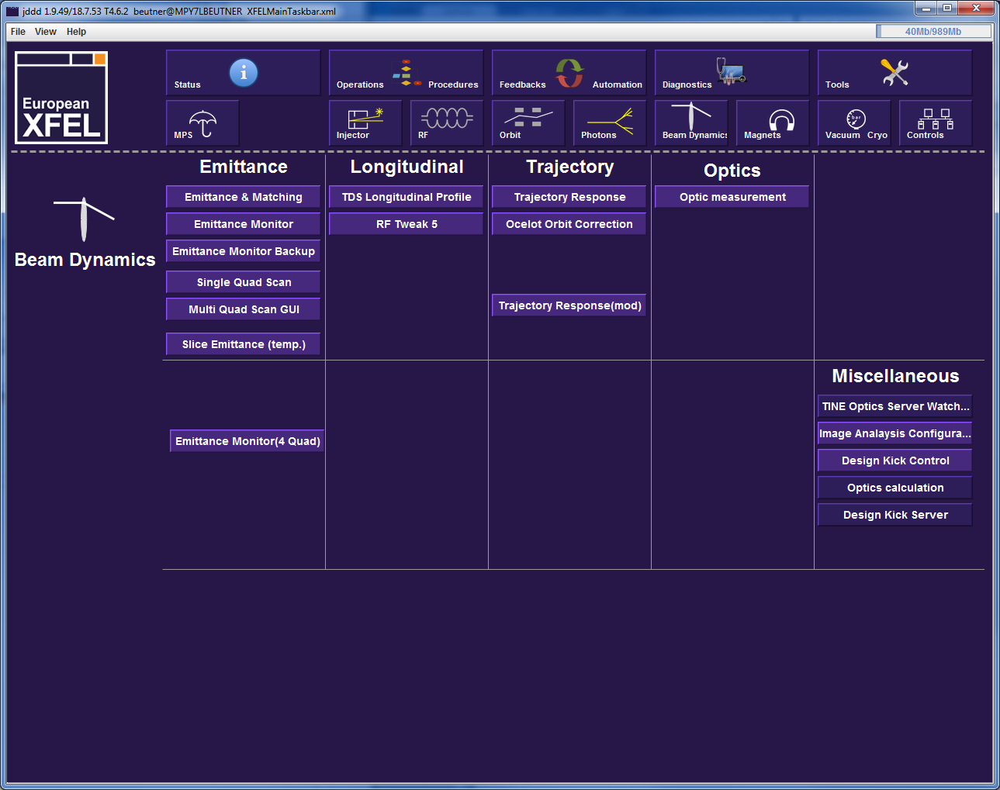 jddd 1.9.49/18.7.53 T4.6.2 beutner@MPY7LBEUTNER XFELMainTaskbar.xml
File View Help
40Mb/989Mb
European
XFEL
Status
i
Operations Procedures
Feedbacks Automation
Diagnostics
Tools
MPS
Injector
RF
Orbit
Photons
Beam Dynamics
Magnets
bar
Vacuum Cryo
Controls
Beam Dynamics
Emittance
Emittance & Matching
Emittance Monitor
Emittance Monitor Backup
Single Quad Scan
Multi Quad Scan GUI
Slice Emittance (temp.)
Emittance Monitor(4 Quad)
Longitudinal
TDS Longitudinal Profile
RF Tweak 5
Trajectory
Trajectory Response
Ocelot Orbit Correction
Trajectory Response(mod)
Optics
Optic measurement
Miscellaneous
TINE Optics Server Watch...
Image Analaysis Configura...
Design Kick Control
Optics calculation
Design Kick Server